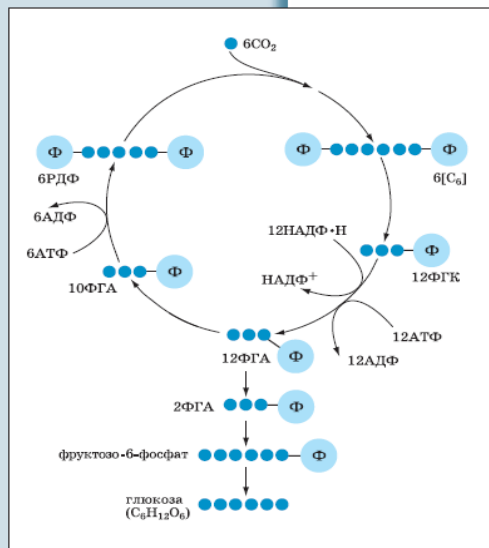 6CO₂
Ф Ф
6РДФ
Ф Ф
6[C₆]
6АДФ
6АТФ
12НАДФ·Н
НАДФ⁺
Ф
12ФГК
Ф
10ФГА
12АТФ
12АДФ
12ФГА
Ф
2ФГА
Ф
фруктозо-6-фосфат
Ф
глюкоза
(C₆H₁₂O₆)